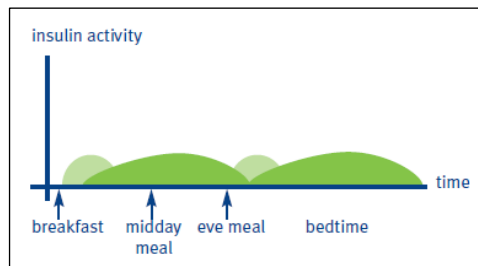 insulin activity
time
breakfast
midday
meal
eve meal
bedtime